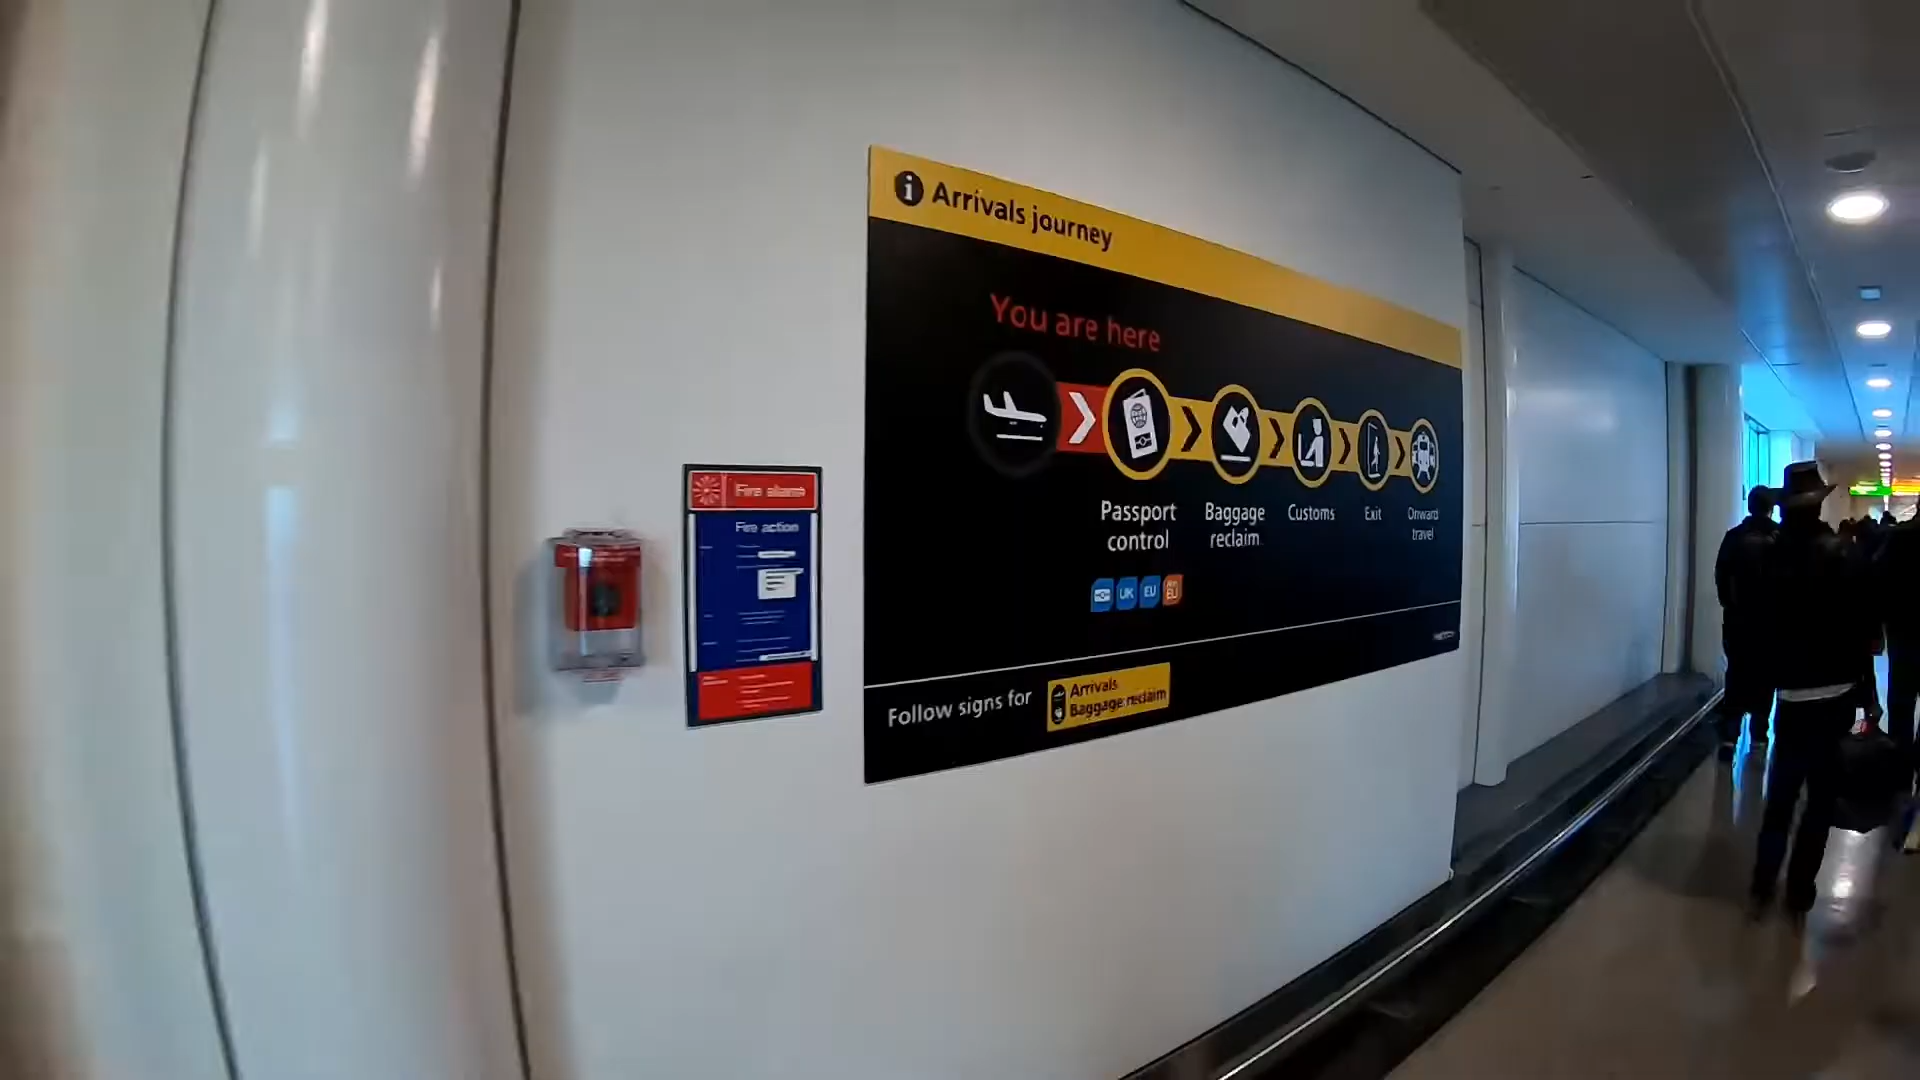 Arrivals journey
You are here
Passport
control
Baggage
reclaim
Customs
Exit
Onward
travel
UK
EU
EU
Follow signs for
Arrivals
Baggage reclaim
Fire alarm
Fire action